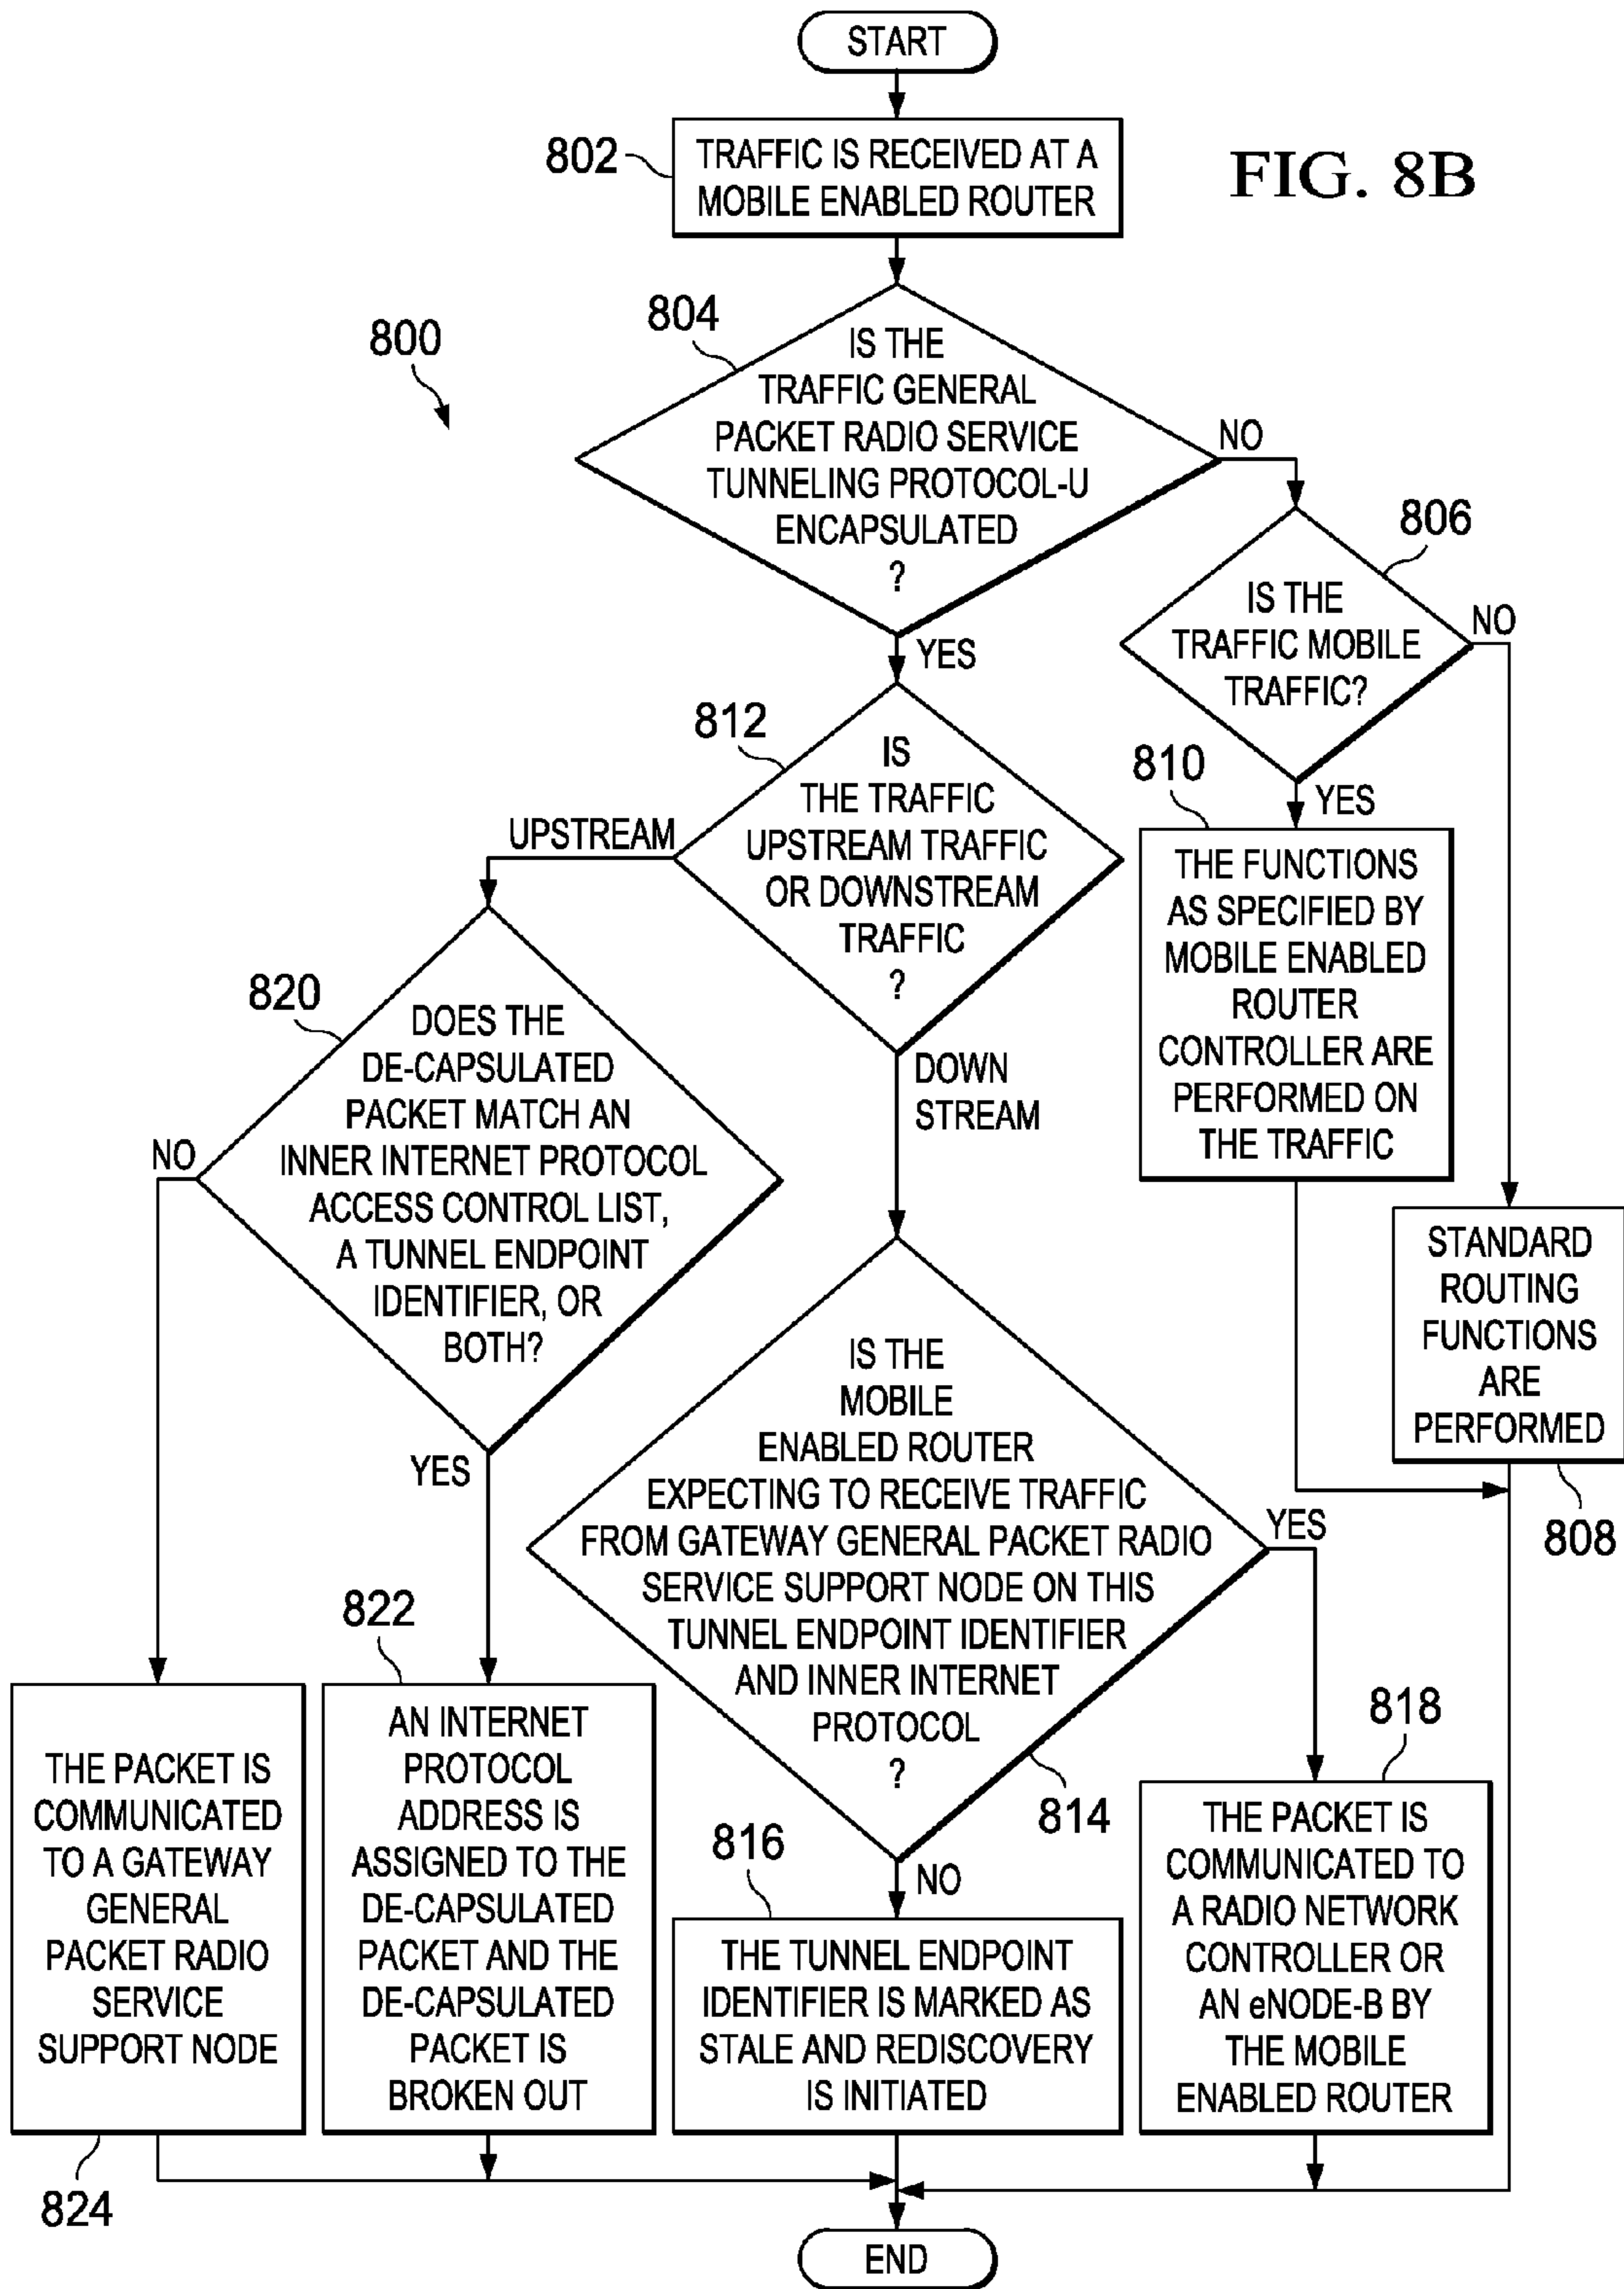 START
802
TRAFFIC IS RECEIVED AT A
MOBILE ENABLED ROUTER
FIG. 8B
800
804
IS THE
TRAFFIC GENERAL
PACKET RADIO SERVICE
TUNNELING PROTOCOL-U
ENCAPSULATED
?
NO
YES
806
IS THE
TRAFFIC MOBILE
TRAFFIC?
NO
YES
812
IS
THE TRAFFIC
UPSTREAM TRAFFIC
OR DOWNSTREAM
TRAFFIC
?
UPSTREAM
DOWN
STREAM
810
THE FUNCTIONS
AS SPECIFIED BY
MOBILE ENABLED
ROUTER
CONTROLLER ARE
PERFORMED ON
THE TRAFFIC
820
DOES THE
DE-CAPSULATED
PACKET MATCH AN
INNER INTERNET PROTOCOL
ACCESS CONTROL LIST,
A TUNNEL ENDPOINT
IDENTIFIER, OR
BOTH?
NO
YES
STANDARD
ROUTING
FUNCTIONS
ARE
PERFORMED
808
IS THE
MOBILE
ENABLED ROUTER
EXPECTING TO RECEIVE TRAFFIC
FROM GATEWAY GENERAL PACKET RADIO
SERVICE SUPPORT NODE ON THIS
TUNNEL ENDPOINT IDENTIFIER
AND INNER INTERNET
PROTOCOL
?
YES
814
NO
THE PACKET IS
COMMUNICATED
TO A GATEWAY
GENERAL
PACKET RADIO
SERVICE
SUPPORT NODE
824
822
AN INTERNET
PROTOCOL
ADDRESS IS
ASSIGNED TO THE
DE-CAPSULATED
PACKET AND THE
DE-CAPSULATED
PACKET IS
BROKEN OUT
816
THE TUNNEL ENDPOINT
IDENTIFIER IS MARKED AS
STALE AND REDISCOVERY
IS INITIATED
818
THE PACKET IS
COMMUNICATED TO
A RADIO NETWORK
CONTROLLER OR
AN eNODE-B BY
THE MOBILE
ENABLED ROUTER
END